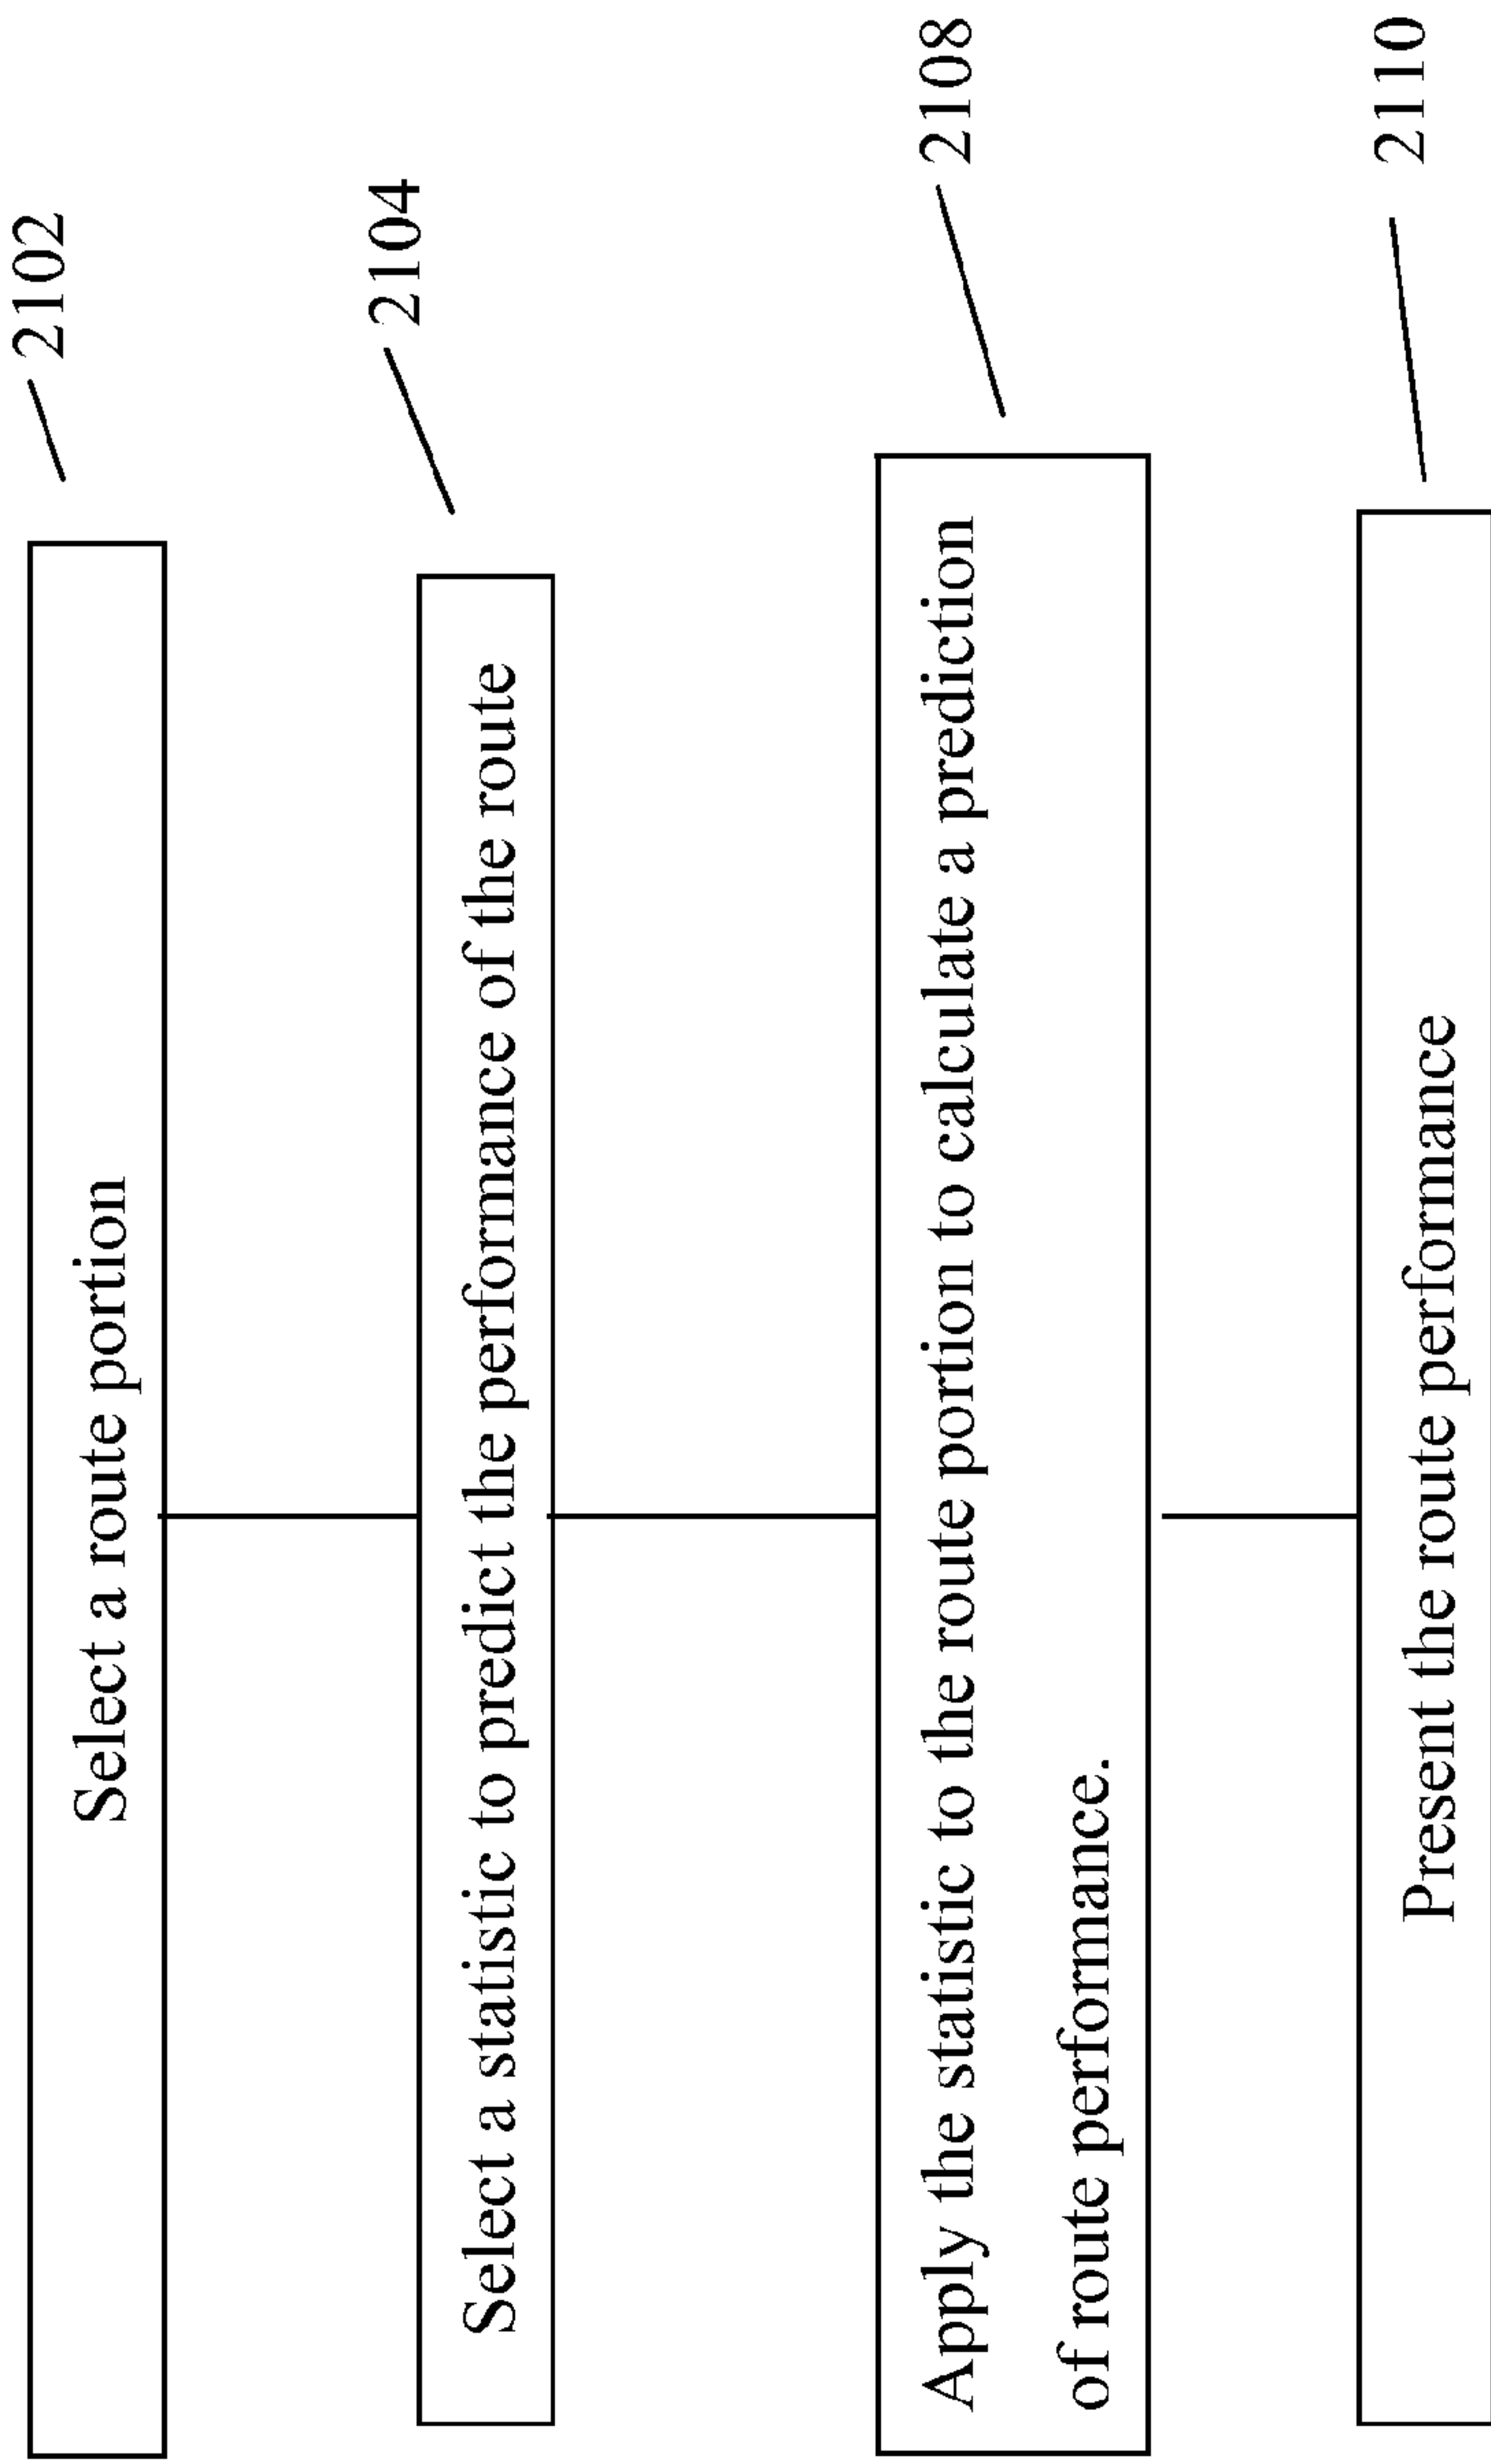 2102
Select a route portion
2104
Select a statistic to predict the performance of the route
2108
Apply the statistic to the route portion to calculate a prediction
of route performance.
2110
Present the route performance